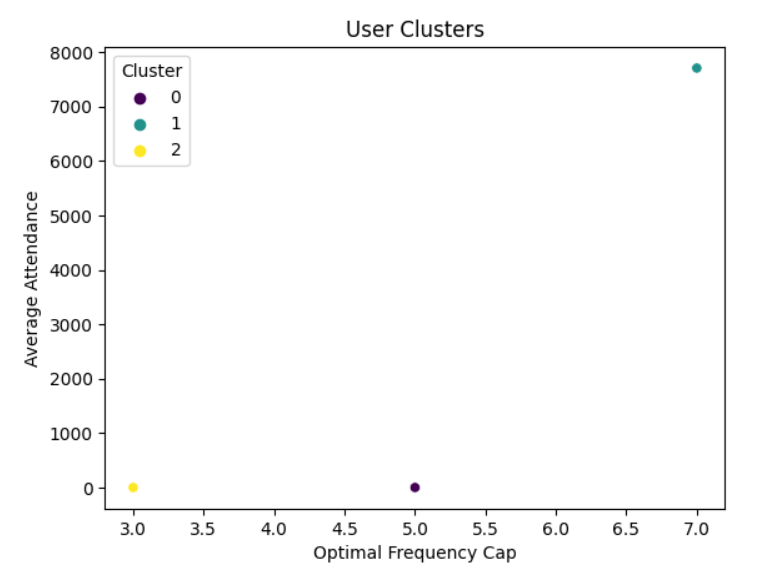 User Clusters
Cluster
0
1
2
8000
7000
6000
5000
4000
3000
2000
1000
0
Average Attendance
3.0 3.5 4.0 4.5 5.0 5.5 6.0 6.5 7.0
Optimal Frequency Cap